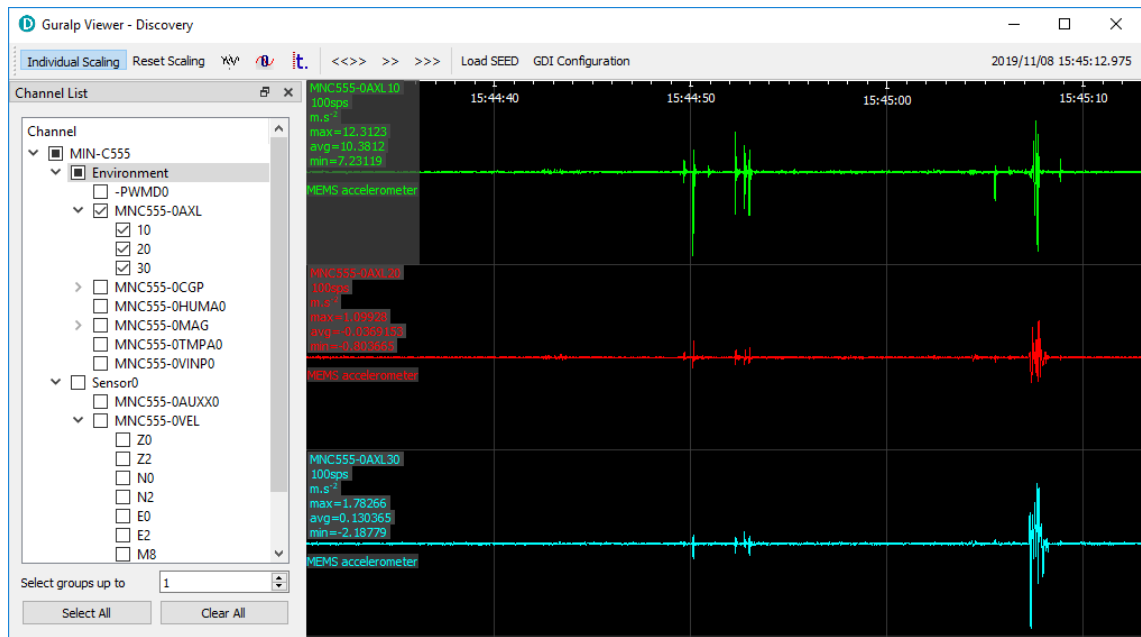 Guralp Viewer - Discovery
Individual Scaling Reset Scaling <<>> >> >>> Load SEED GDI Configuration 2019/11/08 15:45:12.975
Channel List
Channel
MIN-C555
Environment
-PWMD0
MNC555-0AXL
10
20
30
MNC555-0CGP
MNC555-0HUMA0
MNC555-0MAG
MNC555-0TMPA0
MNC555-0VINP0
Sensor0
MNC555-0AUXX0
MNC555-0VEL
Z0
Z2
N0
N2
E0
E2
M8
Select groups up to 1
Select All Clear All
15:44:40 15:44:50 15:45:00 15:45:10
MNC555-0AXL10
100sps
m.s⁻²
max=12.3123
avg=10.3812
min=7.23119
MEMS accelerometer
MNC555-0AXL20
100sps
m.s⁻²
max=1.09928
avg=-0.0369153
min=-0.803665
MEMS accelerometer
MNC555-0AXL30
100sps
m.s⁻²
max=1.78266
avg=0.130365
min=-2.18779
MEMS accelerometer